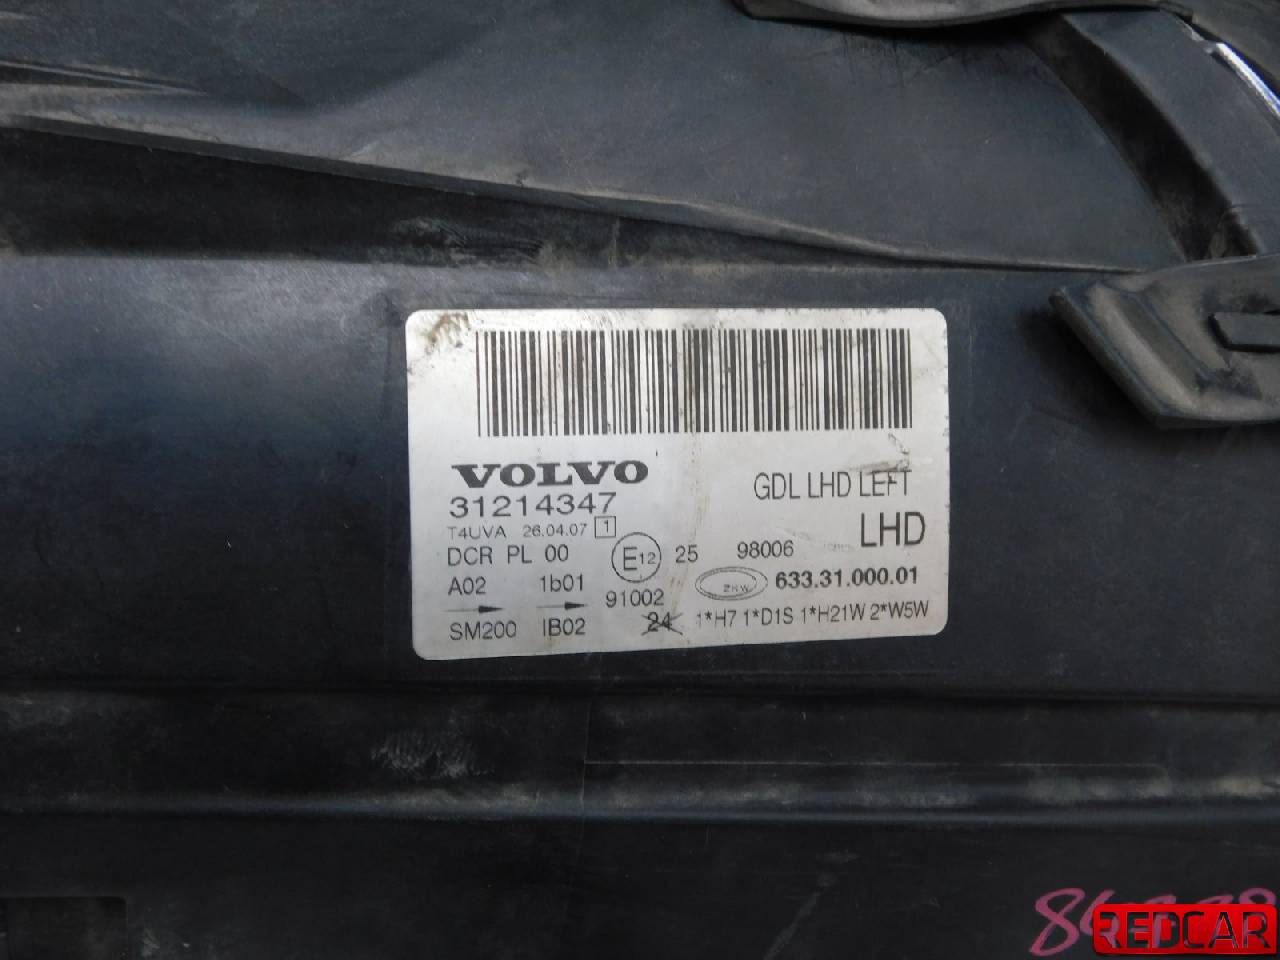 VOLVO
31214347
GDL LHD LEFT
T4UVA 26.04.07 1
LHD
DCR PL 00
E12 25 98006
A02 1b01
ZKW 633.31.000.01
91002
SM200 IB02
24 1*H7 1*D1S 1*H21W 2*W5W
REDCAR